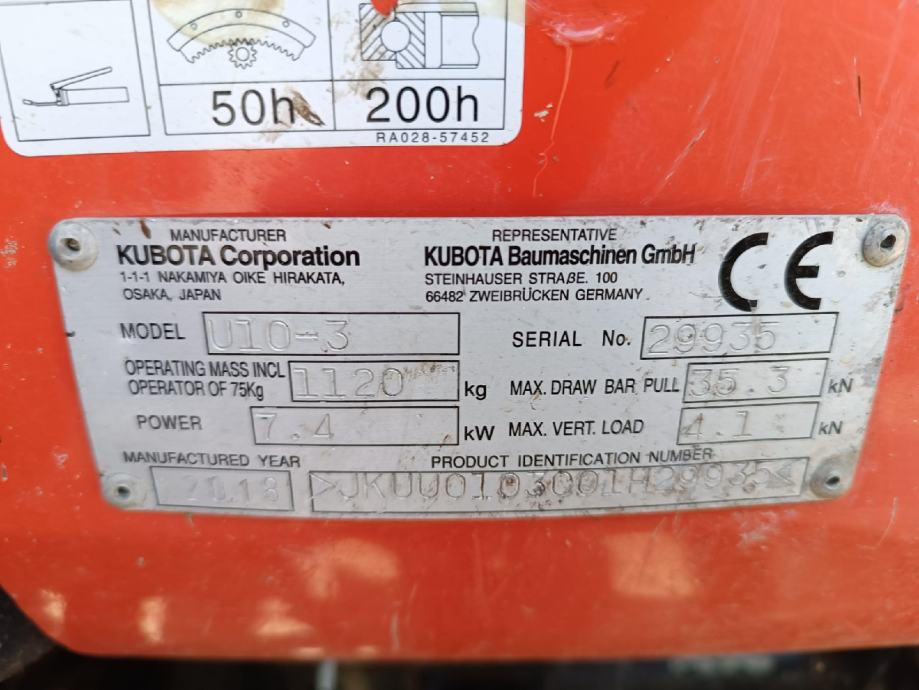 50h 200h
RA028-57452
MANUFACTURER
KUBOTA Corporation
1-1-1 NAKAMIYA OIKE HIRAKATA,
OSAKA, JAPAN
REPRESENTATIVE
KUBOTA Baumaschinen GmbH
STEINHAUSER STRAßE. 100
66482 ZWEIBRÜCKEN GERMANY
CE
MODEL U10-3
SERIAL No. 29935
OPERATING MASS INCL
OPERATOR OF 75Kg 1120 kg
MAX. DRAW BAR PULL 35.3 kN
POWER 7.4 kW
MAX. VERT. LOAD 4.1 kN
MANUFACTURED YEAR
2018
PRODUCT IDENTIFICATION NUMBER
>JKUU0103001H29935<